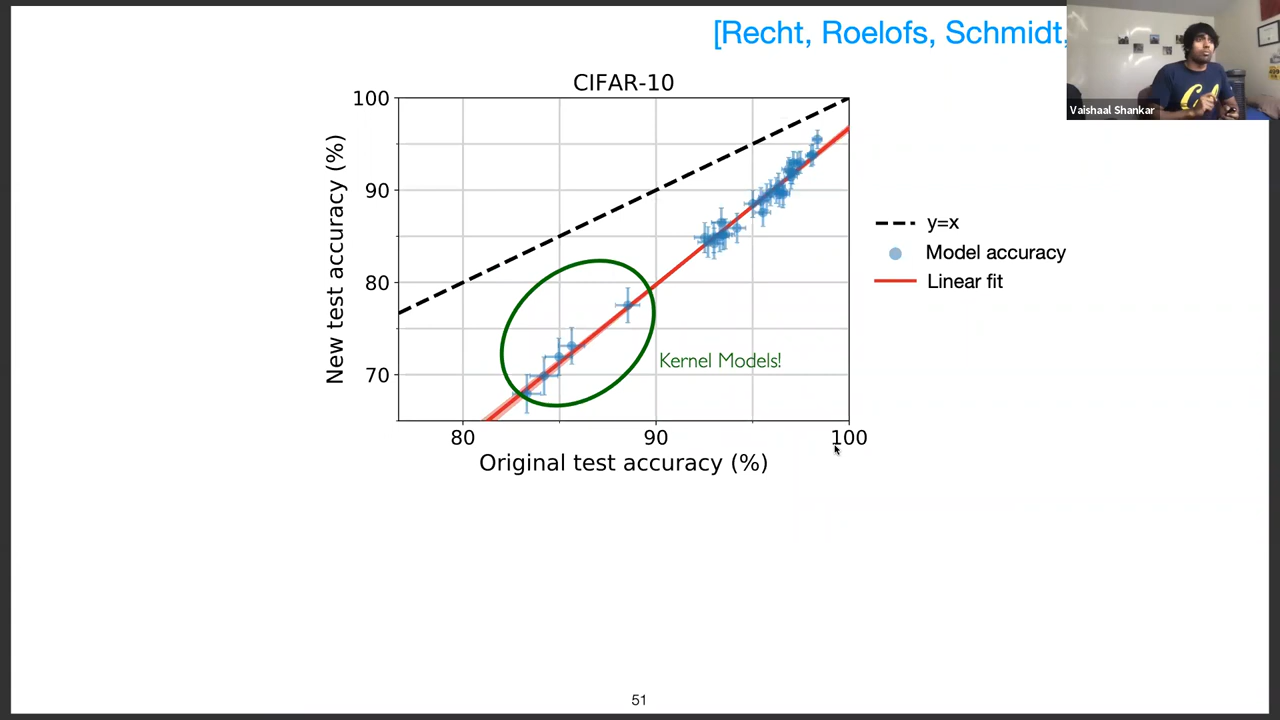 [Recht, Roelofs, Schmidt,
Vaishaal Shankar
CIFAR-10
New test accuracy (%)
100
90
80
70
80
90
100
Original test accuracy (%)
Kernel Models!
y=x
Model accuracy
Linear fit
51